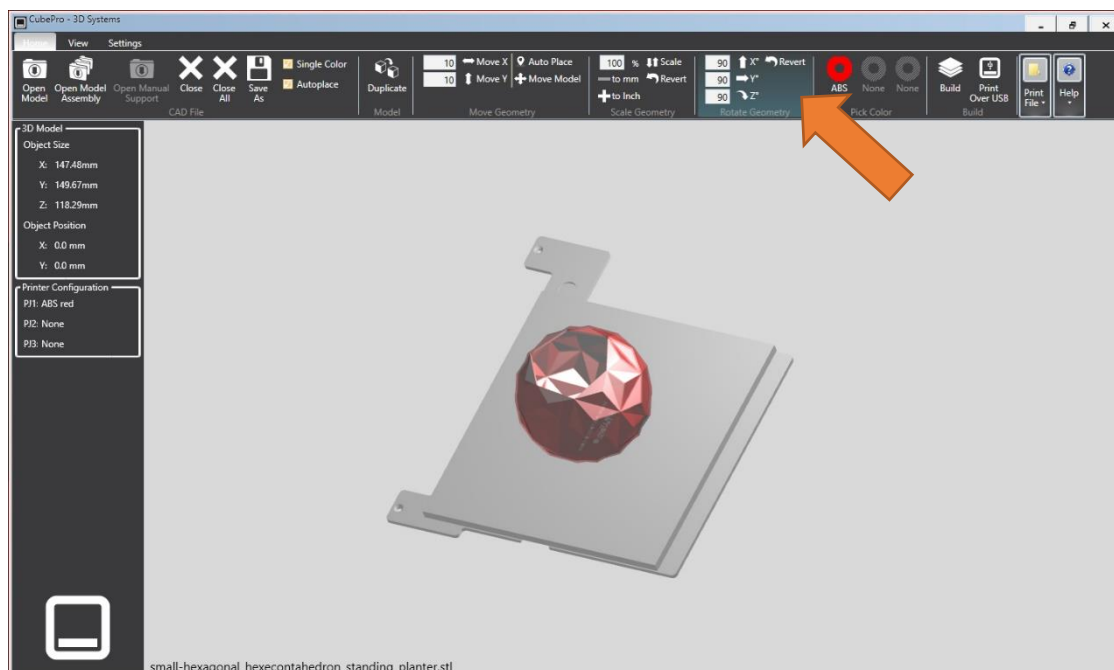 CubePro - 3D Systems
Home View Settings
Open Model
Open Model Assembly
Open Manual Support
Close
Close All
Save As
Single Color
Autoplace
CAD File
Duplicate
Model
10 Move X
10 Move Y
Auto Place
Move Model
Move Geometry
100 % Scale
to mm Revert
to Inch
Scale Geometry
90 X° Revert
90 Y°
90 Z°
Rotate Geometry
ABS None None
Pick Color
Build
Print Over USB
Build
Print File
Help
3D Model
Object Size
X: 147.48mm
Y: 149.67mm
Z: 118.29mm
Object Position
X: 0.0 mm
Y: 0.0 mm
Printer Configuration
PJ1: ABS red
PJ2: None
PJ3: None
small-hexagonal_hexecontahedron_standing_planter.stl